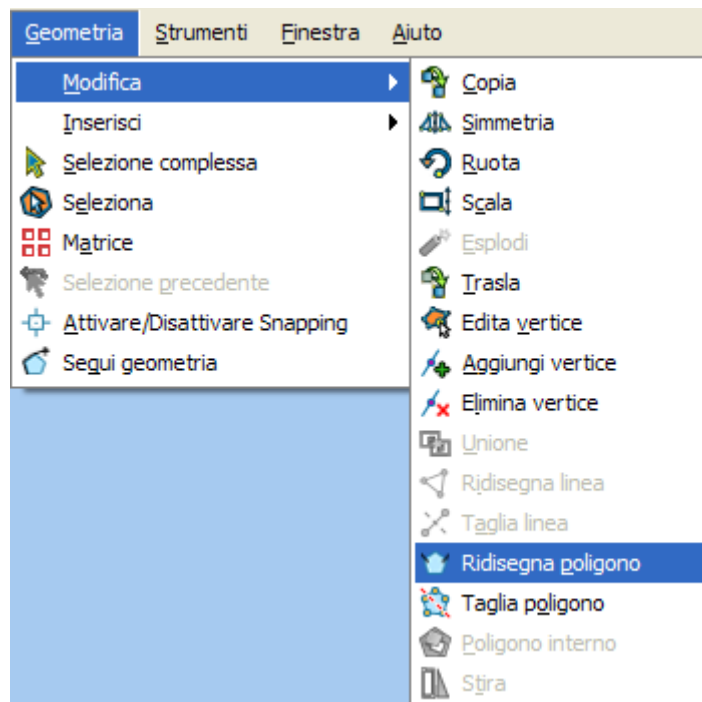 Geometria Strumenti Finestra Aiuto
Modifica
Inserisci
Selezione complessa
Seleziona
Matrice
Selezione precedente
Attivare/Disattivare Snapping
Segui geometria
Copia
Simmetria
Ruota
Scala
Esplodi
Trasla
Edita vertice
Aggiungi vertice
Elimina vertice
Unione
Ridisegna linea
Taglia linea
Ridisegna poligono
Taglia poligono
Poligono interno
Stira